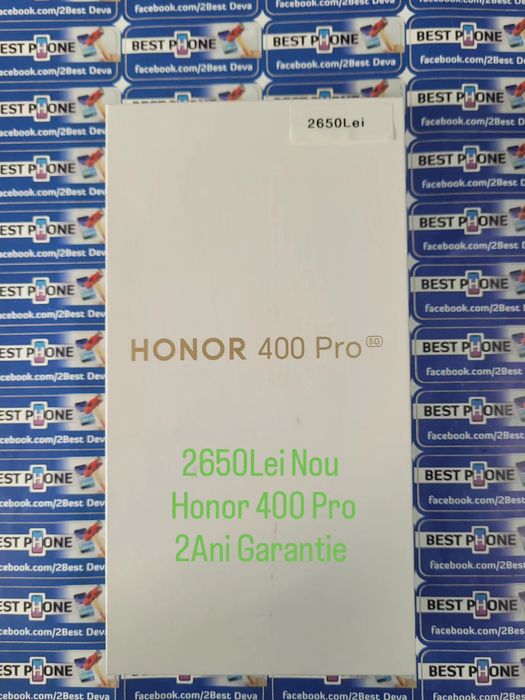 BEST PHONE
facebook.com/2Best Deva
2650Lei
HONOR 400 Pro 5G
2650Lei Nou
Honor 400 Pro
2Ani Garantie